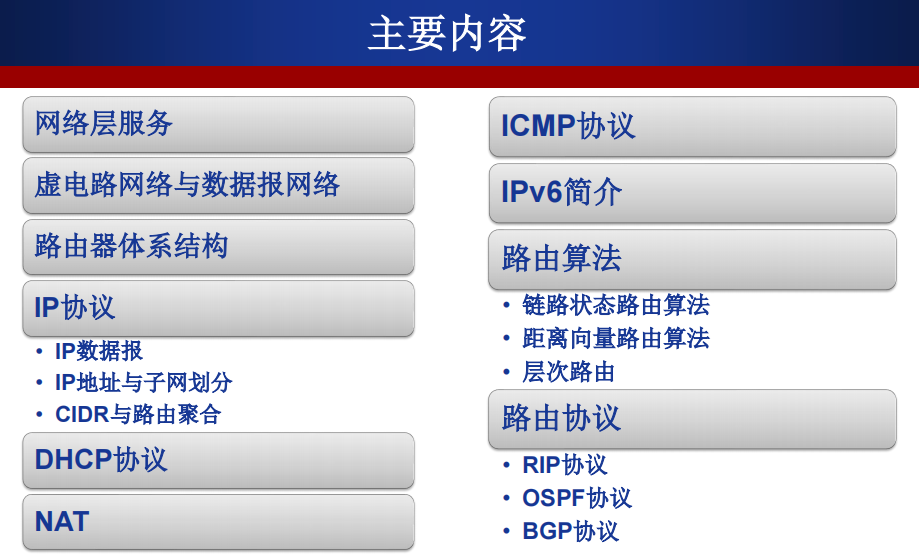 主要内容
网络层服务
虚电路网络与数据报网络
路由器体系结构
IP协议
• IP数据报
• IP地址与子网划分
• CIDR与路由聚合
DHCP协议
NAT
ICMP协议
IPv6简介
路由算法
• 链路状态路由算法
• 距离向量路由算法
• 层次路由
路由协议
• RIP协议
• OSPF协议
• BGP协议